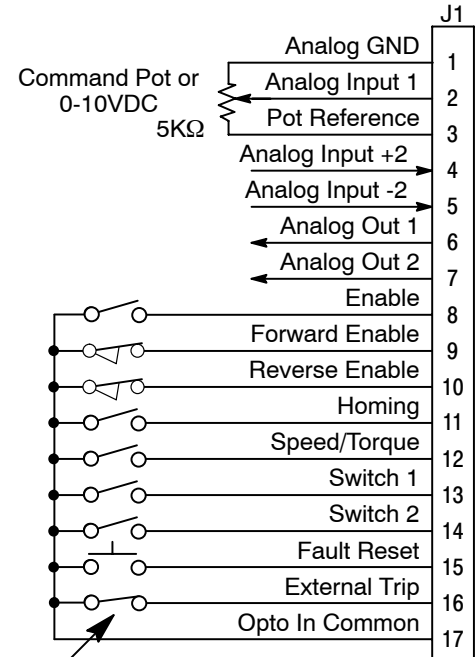 J1
Analog GND 1
Command Pot or
0-10VDC
5KΩ
Analog Input 1 2
Pot Reference 3
Analog Input +2 4
Analog Input -2 5
Analog Out 1 6
Analog Out 2 7
Enable 8
Forward Enable 9
Reverse Enable 10
Homing 11
Speed/Torque 12
Switch 1 13
Switch 2 14
Fault Reset 15
External Trip 16
Opto In Common 17